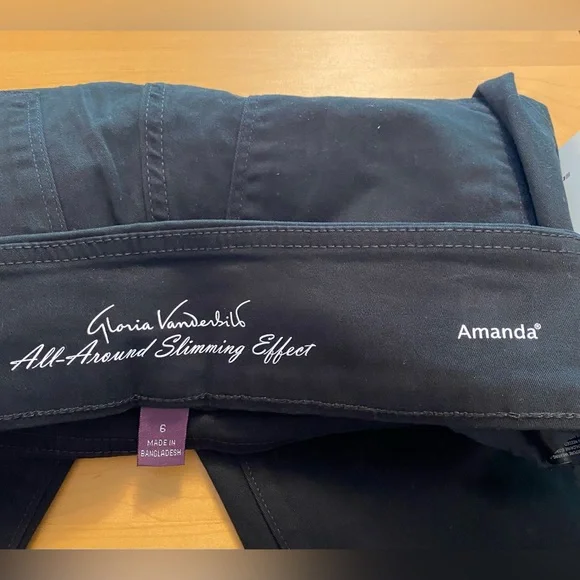 Gloria Vanderbilt
All-Around Slimming Effect
Amanda®
6
MADE IN
BANGLADESH